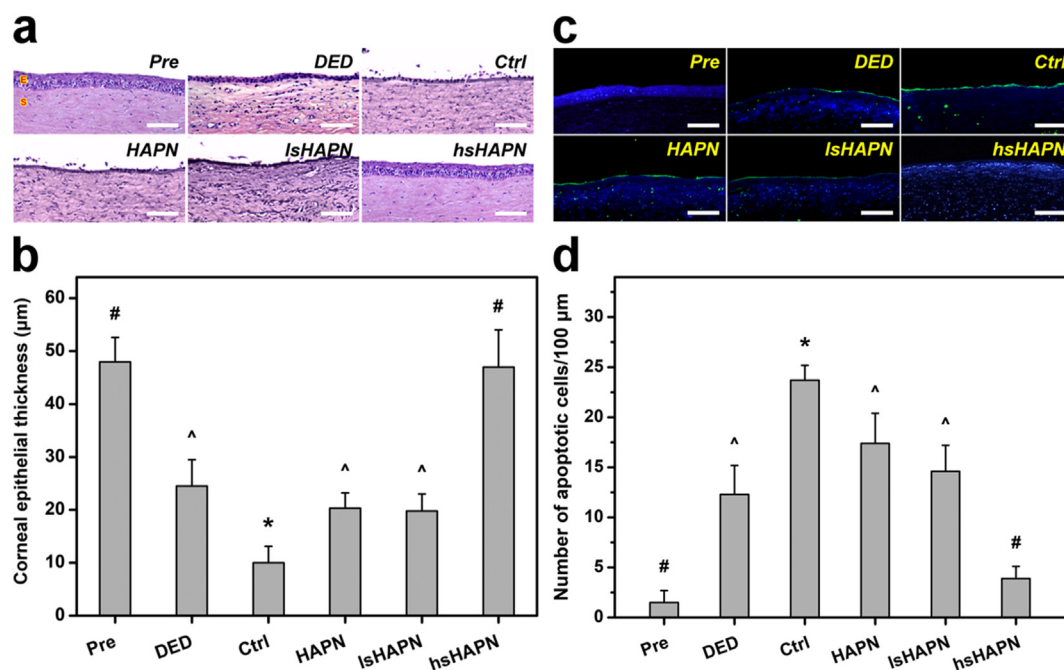 a
Pre
DED
Ctrl
E
S
HAPN
lsHAPN
hsHAPN
c
Pre
DED
Ctrl
HAPN
lsHAPN
hsHAPN
b
Corneal epithelial thickness (μm)
60
50
40
30
20
10
0
#
^
*
^
^
#
Pre
DED
Ctrl
HAPN
lsHAPN
hsHAPN
d
Number of apoptotic cells/100 μm
30
25
20
15
10
5
0
#
^
*
^
^
#
Pre
DED
Ctrl
HAPN
lsHAPN
hsHAPN